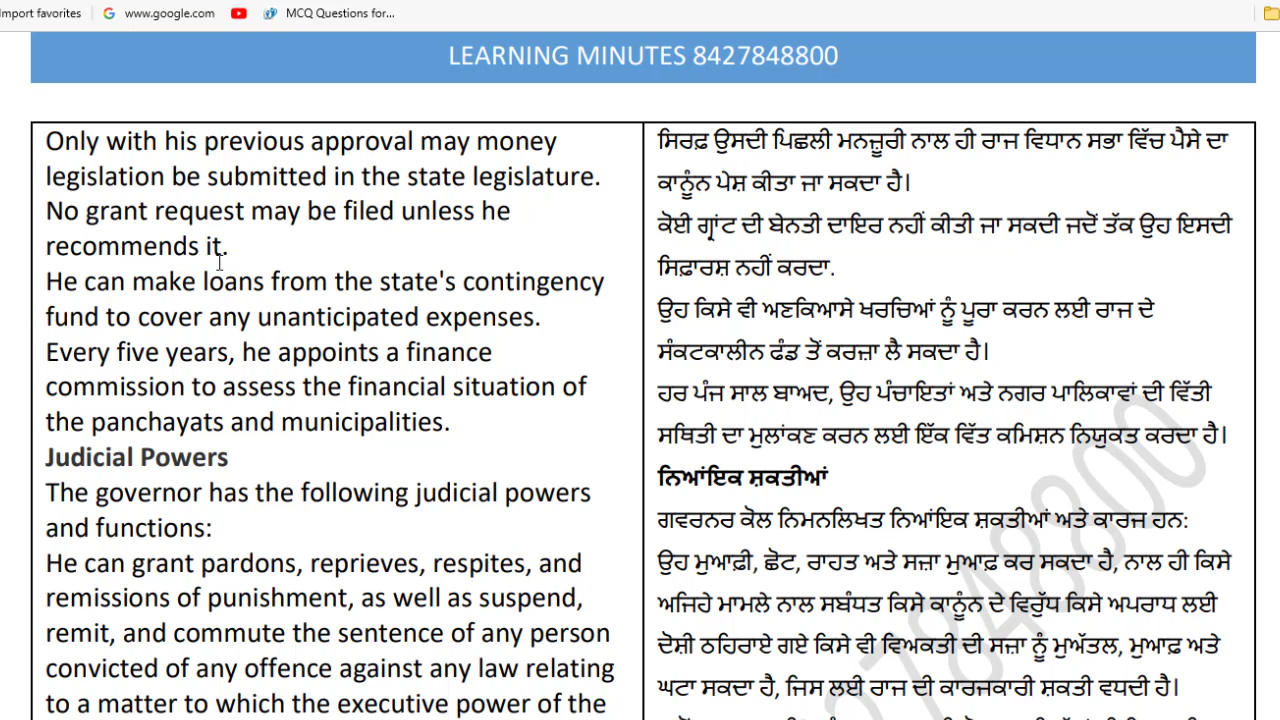 Import favorites
www.google.com
MCQ Questions for...
LEARNING MINUTES 8427848800
Only with his previous approval may money
legislation be submitted in the state legislature.
No grant request may be filed unless he
recommends it.
He can make loans from the state's contingency
fund to cover any unanticipated expenses.
Every five years, he appoints a finance
commission to assess the financial situation of
the panchayats and municipalities.
Judicial Powers
The governor has the following judicial powers
and functions:
He can grant pardons, reprieves, respites, and
remissions of punishment, as well as suspend,
remit, and commute the sentence of any person
convicted of any offence against any law relating
to a matter to which the executive power of the
ਸਿਰਫ਼ ਉਸਦੀ ਪਿਛਲੀ ਮਨਜ਼ੂਰੀ ਨਾਲ ਹੀ ਰਾਜ ਵਿਧਾਨ ਸਭਾ ਵਿੱਚ ਪੈਸੇ ਦਾ
ਕਾਨੂੰਨ ਪੇਸ਼ ਕੀਤਾ ਜਾ ਸਕਦਾ ਹੈ।
ਕੋਈ ਗ੍ਰਾਂਟ ਦੀ ਬੇਨਤੀ ਦਾਇਰ ਨਹੀਂ ਕੀਤੀ ਜਾ ਸਕਦੀ ਜਦੋਂ ਤੱਕ ਉਹ ਇਸਦੀ
ਸਿਫ਼ਾਰਸ਼ ਨਹੀਂ ਕਰਦਾ.
ਉਹ ਕਿਸੇ ਵੀ ਅਣਕਿਆਸੇ ਖਰਚਿਆਂ ਨੂੰ ਪੂਰਾ ਕਰਨ ਲਈ ਰਾਜ ਦੇ
ਸੰਕਟਕਾਲੀਨ ਫੰਡ ਤੋਂ ਕਰਜ਼ਾ ਲੈ ਸਕਦਾ ਹੈ।
ਹਰ ਪੰਜ ਸਾਲ ਬਾਅਦ, ਉਹ ਪੰਚਾਇਤਾਂ ਅਤੇ ਨਗਰ ਪਾਲਿਕਾਵਾਂ ਦੀ ਵਿੱਤੀ
ਸਥਿਤੀ ਦਾ ਮੁਲਾਂਕਣ ਕਰਨ ਲਈ ਇੱਕ ਵਿੱਤ ਕਮਿਸ਼ਨ ਨਿਯੁਕਤ ਕਰਦਾ ਹੈ।
ਨਿਆਂਇਕ ਸ਼ਕਤੀਆਂ
ਗਵਰਨਰ ਕੋਲ ਨਿਮਨਲਿਖਤ ਨਿਆਂਇਕ ਸ਼ਕਤੀਆਂ ਅਤੇ ਕਾਰਜ ਹਨ:
ਉਹ ਮੁਆਫ਼ੀ, ਛੋਟ, ਰਾਹਤ ਅਤੇ ਸਜ਼ਾ ਮੁਆਫ਼ ਕਰ ਸਕਦਾ ਹੈ, ਨਾਲ ਹੀ ਕਿਸੇ
ਅਜਿਹੇ ਮਾਮਲੇ ਨਾਲ ਸਬੰਧਤ ਕਿਸੇ ਕਾਨੂੰਨ ਦੇ ਵਿਰੁੱਧ ਕਿਸੇ ਅਪਰਾਧ ਲਈ
ਦੋਸ਼ੀ ਠਹਿਰਾਏ ਗਏ ਕਿਸੇ ਵੀ ਵਿਅਕਤੀ ਦੀ ਸਜ਼ਾ ਨੂੰ ਮੁਅੱਤਲ, ਮੁਆਫ਼ ਅਤੇ
ਘਟਾ ਸਕਦਾ ਹੈ, ਜਿਸ ਲਈ ਰਾਜ ਦੀ ਕਾਰਜਕਾਰੀ ਸ਼ਕਤੀ ਵਧਦੀ ਹੈ।
27848800